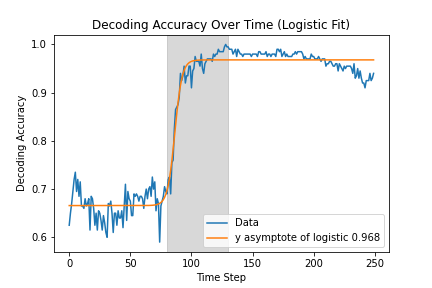 Decoding Accuracy Over Time (Logistic Fit)
1.0
0.9
0.8
0.7
0.6
Decoding Accuracy
0
50
100
150
200
250
Time Step
Data
y asymptote of logistic 0.968